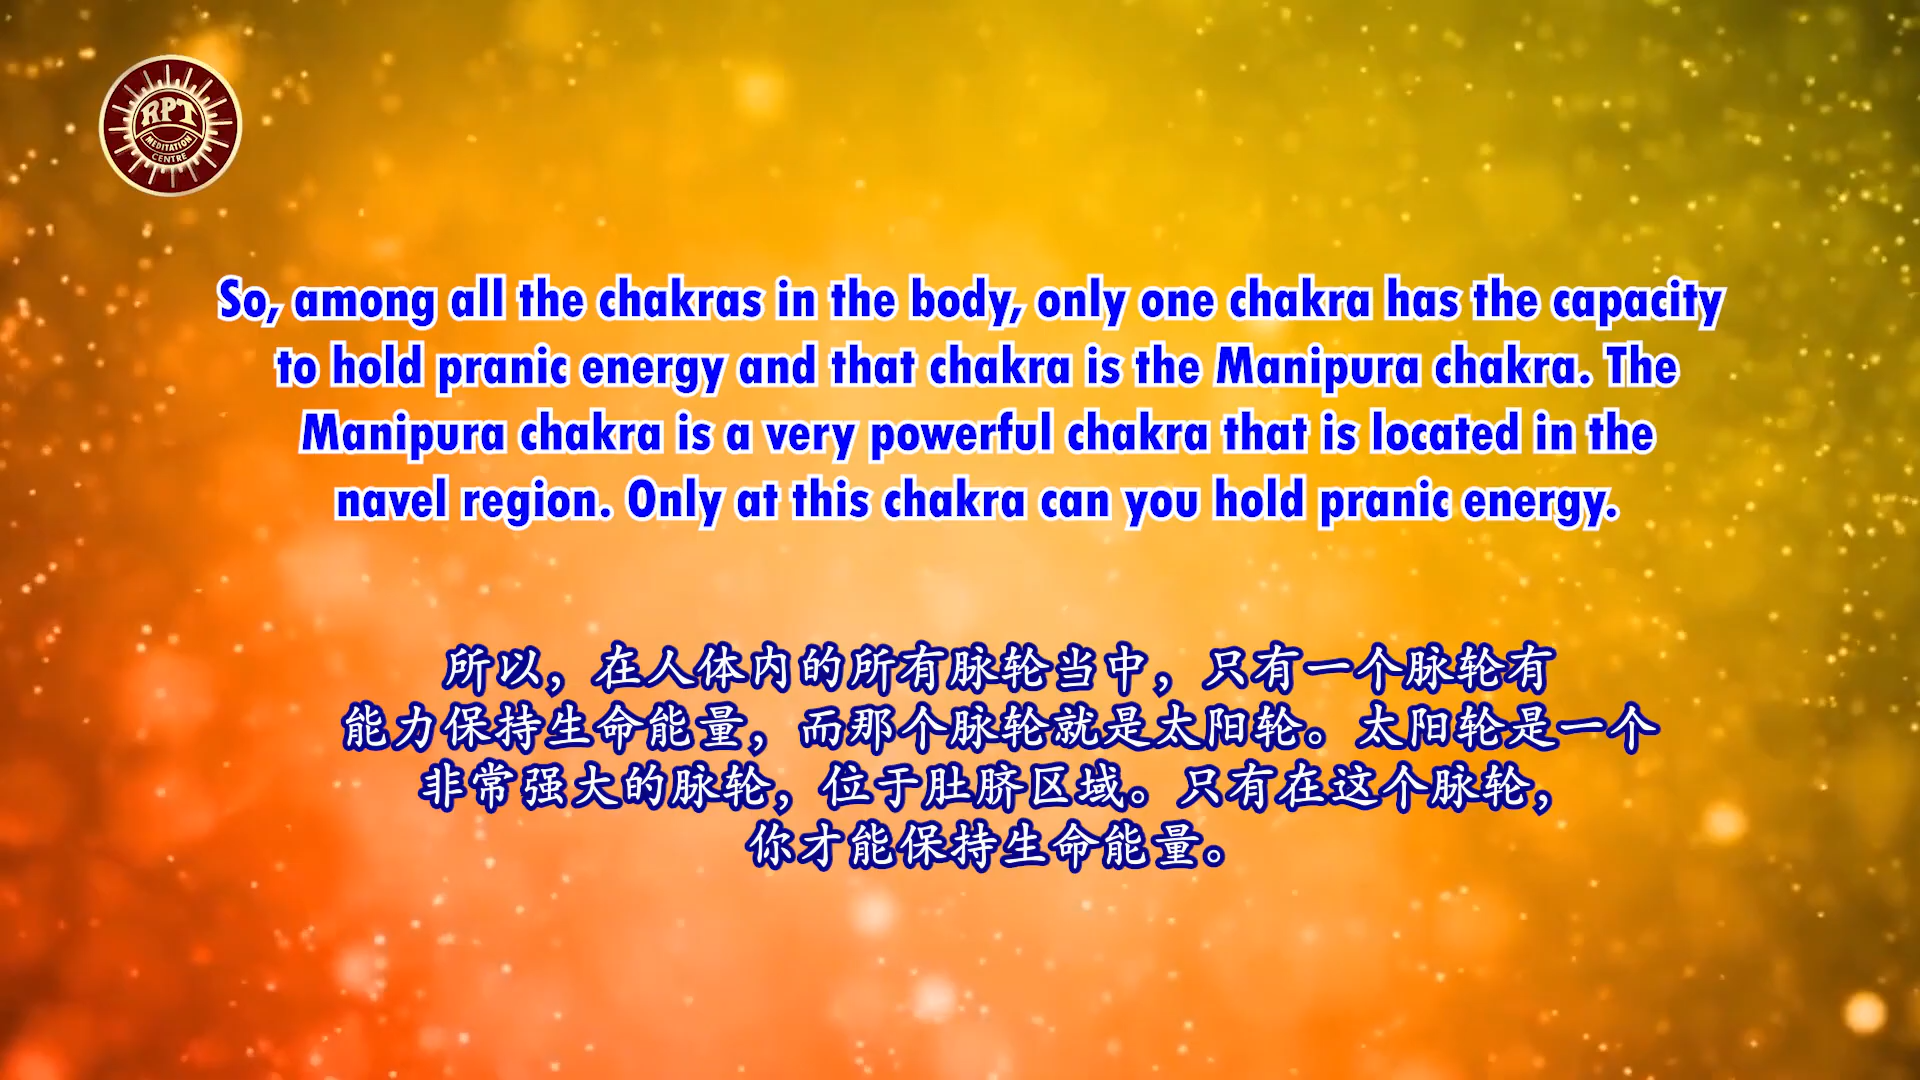 RPT
MEDITATION
CENTRE
So, among all the chakras in the body, only one chakra has the capacity
to hold pranic energy and that chakra is the Manipura chakra. The
Manipura chakra is a very powerful chakra that is located in the
navel region. Only at this chakra can you hold pranic energy.
所以，在人体内的所有脉轮当中，只有一个脉轮有
能力保持生命能量，而那个脉轮就是太阳轮。太阳轮是一个
非常强大的脉轮，位于肚脐区域。只有在这个脉轮，
你才能保持生命能量。